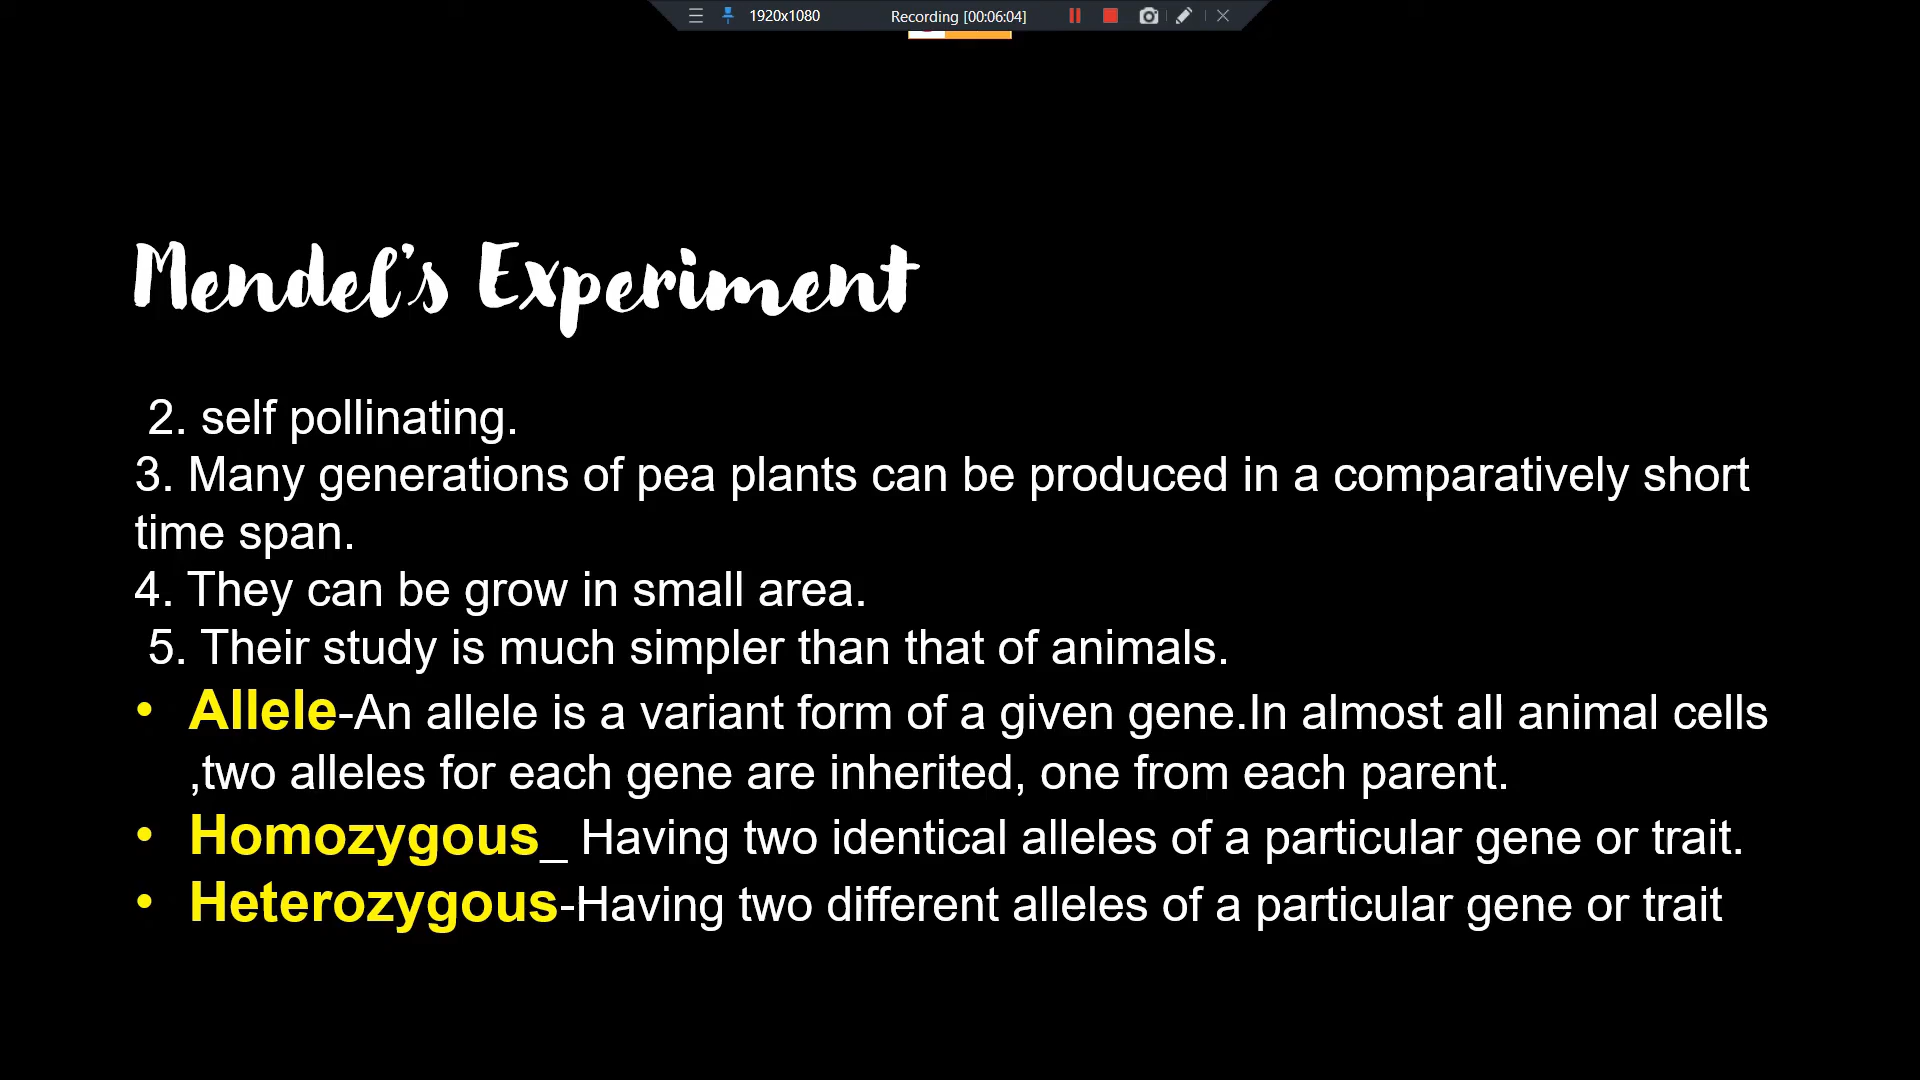 1920x1080 Recording [00:06:04]
Mendel's Experiment
2. self pollinating.
3. Many generations of pea plants can be produced in a comparatively short
time span.
4. They can be grow in small area.
5. Their study is much simpler than that of animals.
• Allele-An allele is a variant form of a given gene.In almost all animal cells
,two alleles for each gene are inherited, one from each parent.
• Homozygous_ Having two identical alleles of a particular gene or trait.
• Heterozygous-Having two different alleles of a particular gene or trait